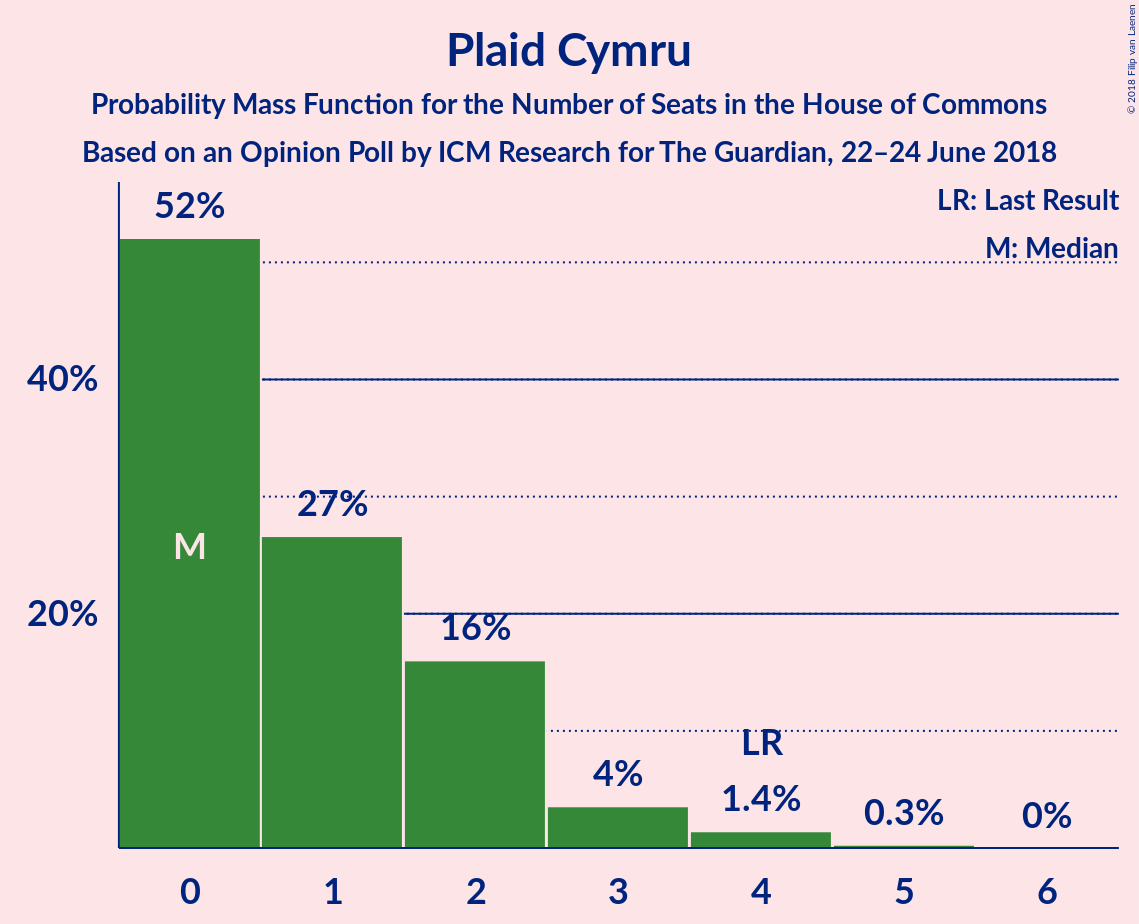 Plaid Cymru
Probability Mass Function for the Number of Seats in the House of Commons
Based on an Opinion Poll by ICM Research for The Guardian, 22–24 June 2018
© 2018 Filip van Laenen
LR: Last Result
M: Median
52%
40%
27%
M
20%
16%
LR
4%
1.4%
0.3%
0%
0 1 2 3 4 5 6